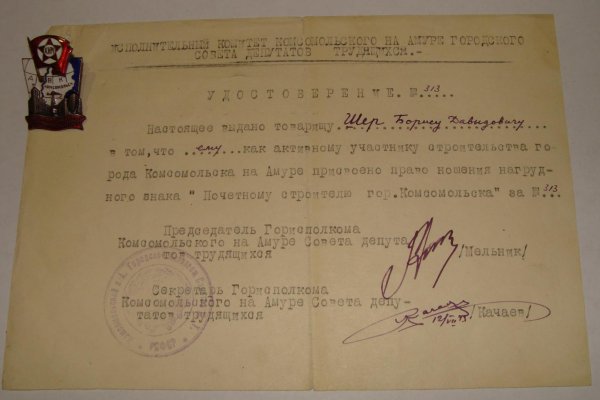 ИСПОЛНИТЕЛЬНЫЙ КОМИТЕТ КОМСОМОЛЬСКОГО НА АМУРЕ ГОРОДСКОГО
СОВЕТА ДЕПУТАТОВ ТРУДЯЩИХСЯ.-
УДОСТОВЕРЕНИЕ. № 313
Настоящее выдано товарищу Шер Борису Давидовичу
в том, что ему как активному участнику строительства го-
рода Комсомольска на Амуре присвоено право ношения нагруд-
ного знака "Почетному строителю гор.Комсомольска" за № 313
Председатель Горисполкома
Комсомольского на Амуре Совета депута
тов трудящихся
/Мельник/
Секретарь Горисполкома
Комсомольского на Амуре Совета депу-
татов трудящихся
/Качаев/
РСФСР